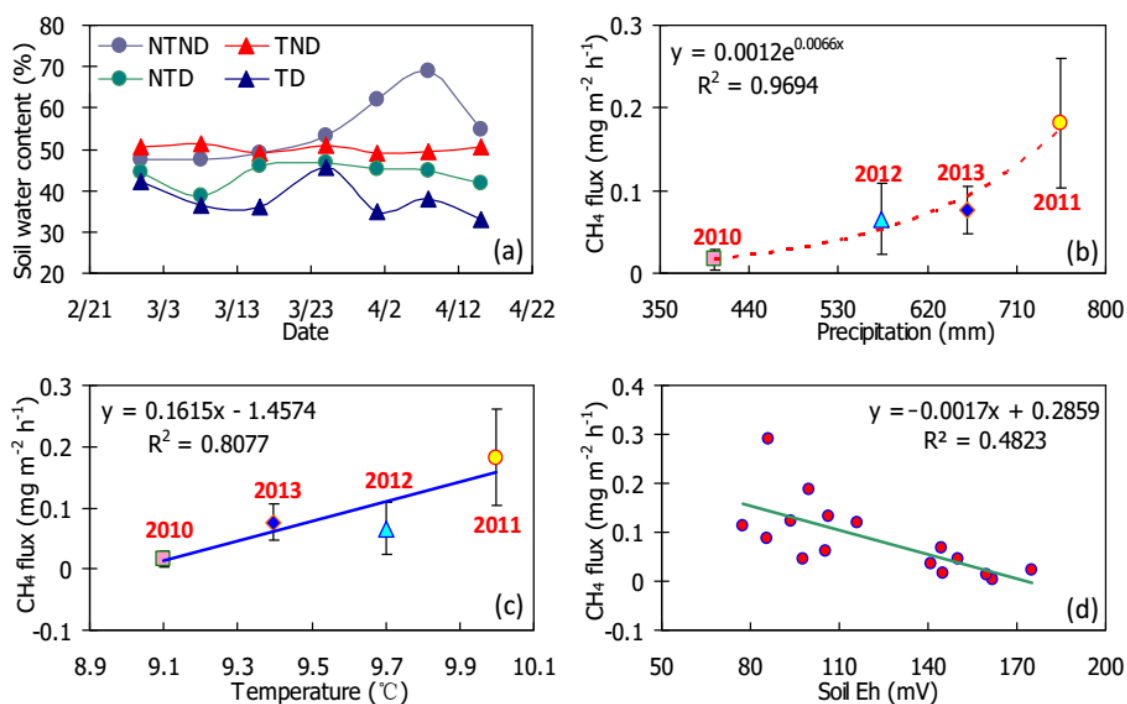 80
70
60
50
40
30
20
Soil water content (%)
NTND
TND
NTD
TD
(a)
2/21 3/3 3/13 3/23 4/2 4/12 4/22
Date
0.3
0.2
0.1
0
CH₄ flux (mg m⁻² h⁻¹)
y = 0.0012e^0.0066x
R² = 0.9694
2010
2012
2013
2011
(b)
350 440 530 620 710 800
Precipitation (mm)
0.3
0.2
0.1
0
-0.1
CH₄ flux (mg m⁻² h⁻¹)
y = 0.1615x - 1.4574
R² = 0.8077
2010
2013
2012
2011
(c)
8.9 9.1 9.3 9.5 9.7 9.9 10.1
Temperature (℃)
0.4
0.3
0.2
0.1
0
-0.1
CH₄ flux (mg m⁻² h⁻¹)
y=−0.0017x + 0.2859
R² = 0.4823
(d)
50 80 110 140 170 200
Soil Eh (mV)